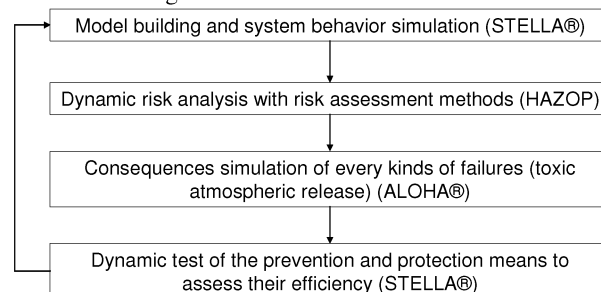 Model building and system behavior simulation (STELLA®)
Dynamic risk analysis with risk assessment methods (HAZOP)
Consequences simulation of every kinds of failures (toxic
atmospheric release) (ALOHA®)
Dynamic test of the prevention and protection means to
assess their efficiency (STELLA®)